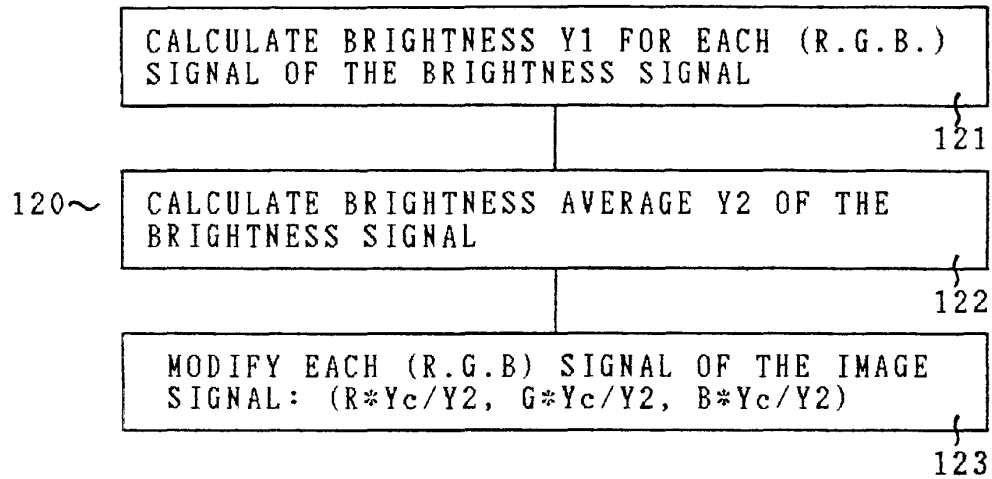 CALCULATE BRIGHTNESS Y1 FOR EACH (R.G.B.)
SIGNAL OF THE BRIGHTNESS SIGNAL
121
120~
CALCULATE BRIGHTNESS AVERAGE Y2 OF THE
BRIGHTNESS SIGNAL
122
MODIFY EACH (R.G.B) SIGNAL OF THE IMAGE
SIGNAL: (R*Yc/Y2, G*Yc/Y2, B*Yc/Y2)
123